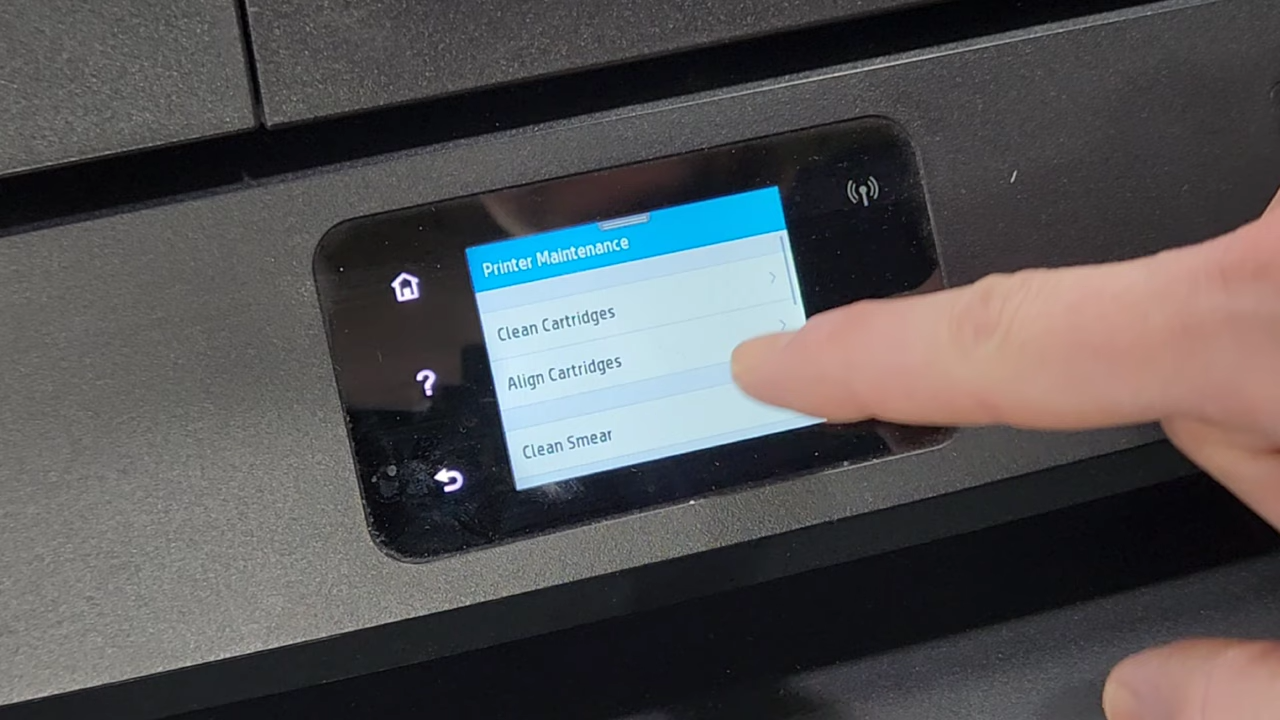 Printer Maintenance
Clean Cartridges
Align Cartridges
Clean Smear